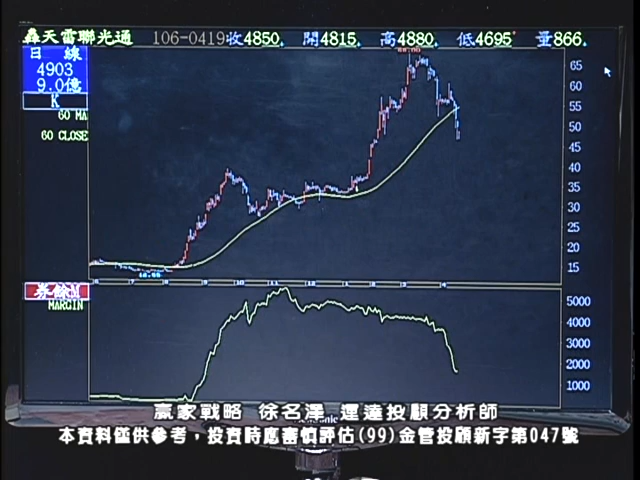 轟天雷聯光通 106-0419收4850 開4815 高4880 低4695 量866
日 線
4903
9.0億
K
60 MA
60 CLOSE
65
60
55
50
45
40
35
30
25
20
15
券餘M
MARGIN
5000
4000
3000
2000
1000
贏家戰略 徐名澤 運達投顧分析師
本資料僅供參考，投資時應審慎評估(99)金管投顧新字第047號